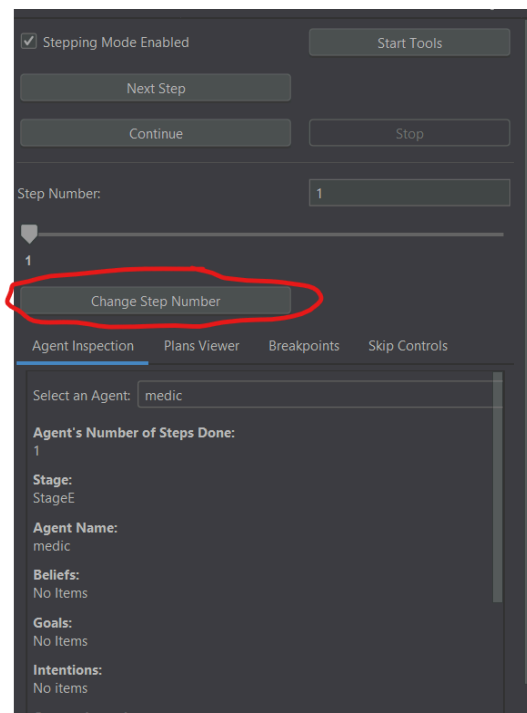 Stepping Mode Enabled
Start Tools
Next Step
Continue
Stop
Step Number:
1
1
Change Step Number
Agent Inspection Plans Viewer Breakpoints Skip Controls
Select an Agent: medic
Agent's Number of Steps Done:
1
Stage:
StageE
Agent Name:
medic
Beliefs:
No Items
Goals:
No Items
Intentions:
No items